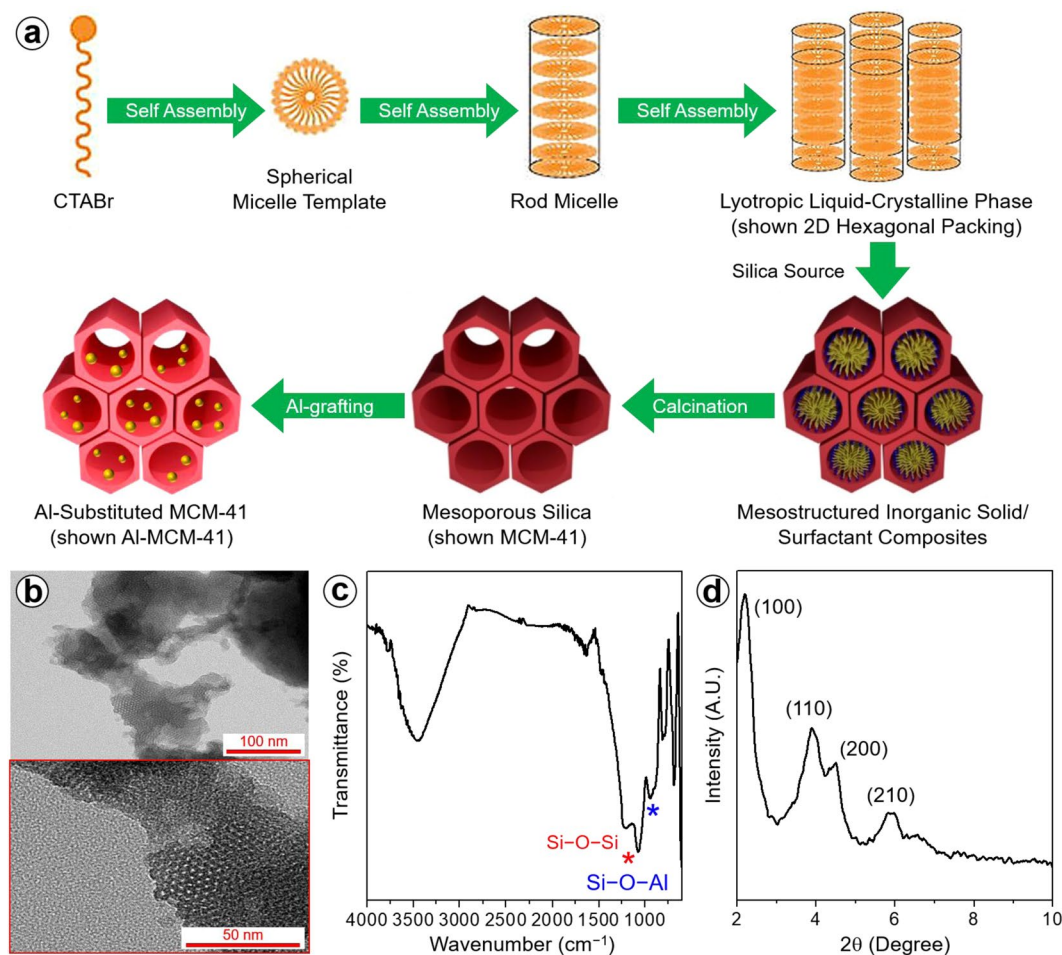 a
Self Assembly
Self Assembly
Self Assembly
CTABr
Spherical
Micelle Template
Rod Micelle
Lyotropic Liquid-Crystalline Phase
(shown 2D Hexagonal Packing)
Silica Source
Al-grafting
Calcination
Al-Substituted MCM-41
(shown Al-MCM-41)
Mesoporous Silica
(shown MCM-41)
Mesostructured Inorganic Solid/
Surfactant Composites
b
100 nm
50 nm
c
Transmittance (%)
Si−O−Si
*
*
Si−O−Al
4000 3500 3000 2500 2000 1500 1000
Wavenumber (cm⁻¹)
d
Intensity (A.U.)
(100)
(110)
(200)
(210)
2 4 6 8 10
2θ (Degree)